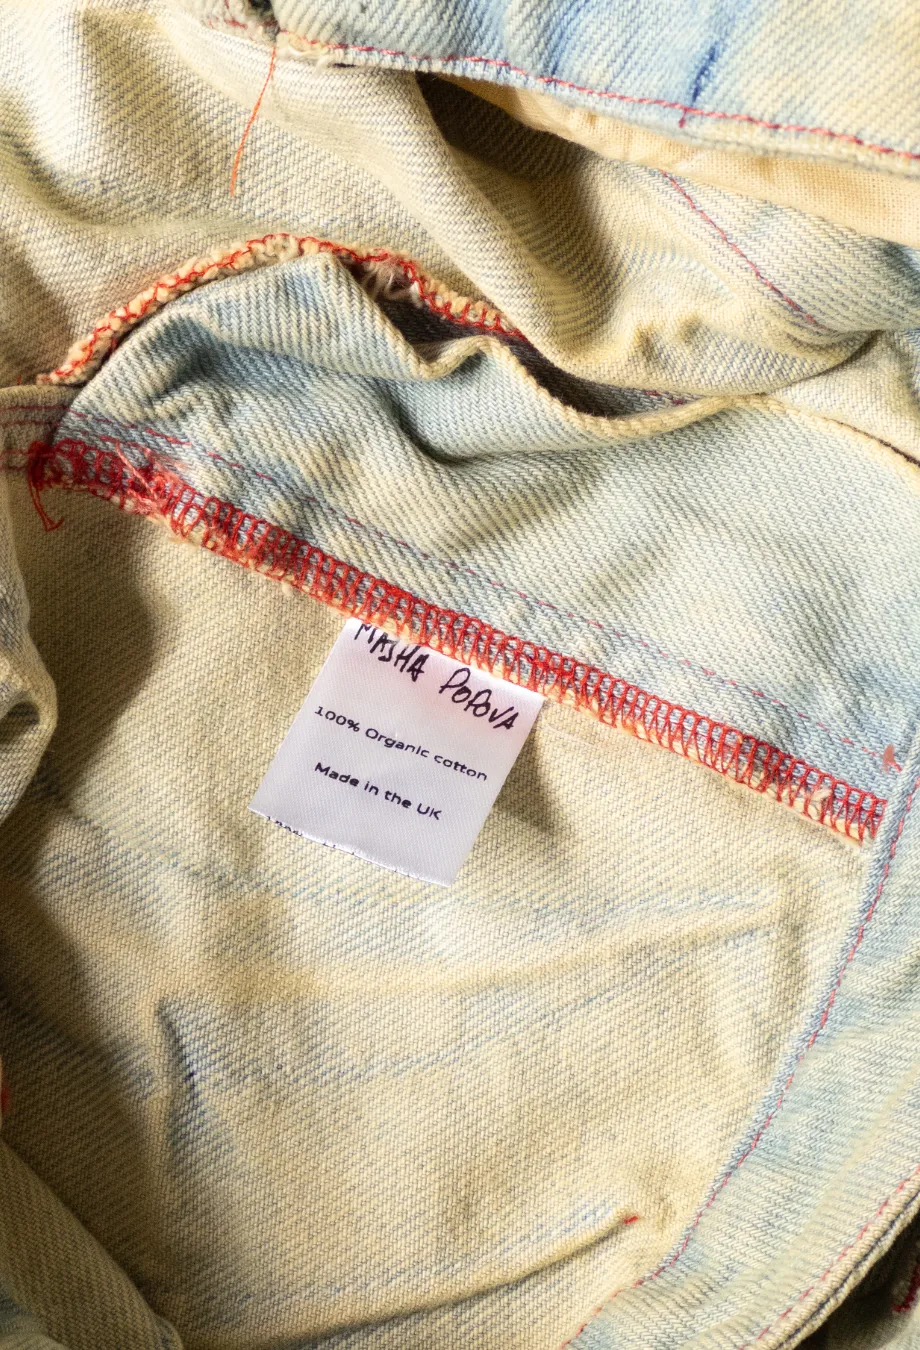 MASHA POPOVA
100% Organic cotton
Made in the UK